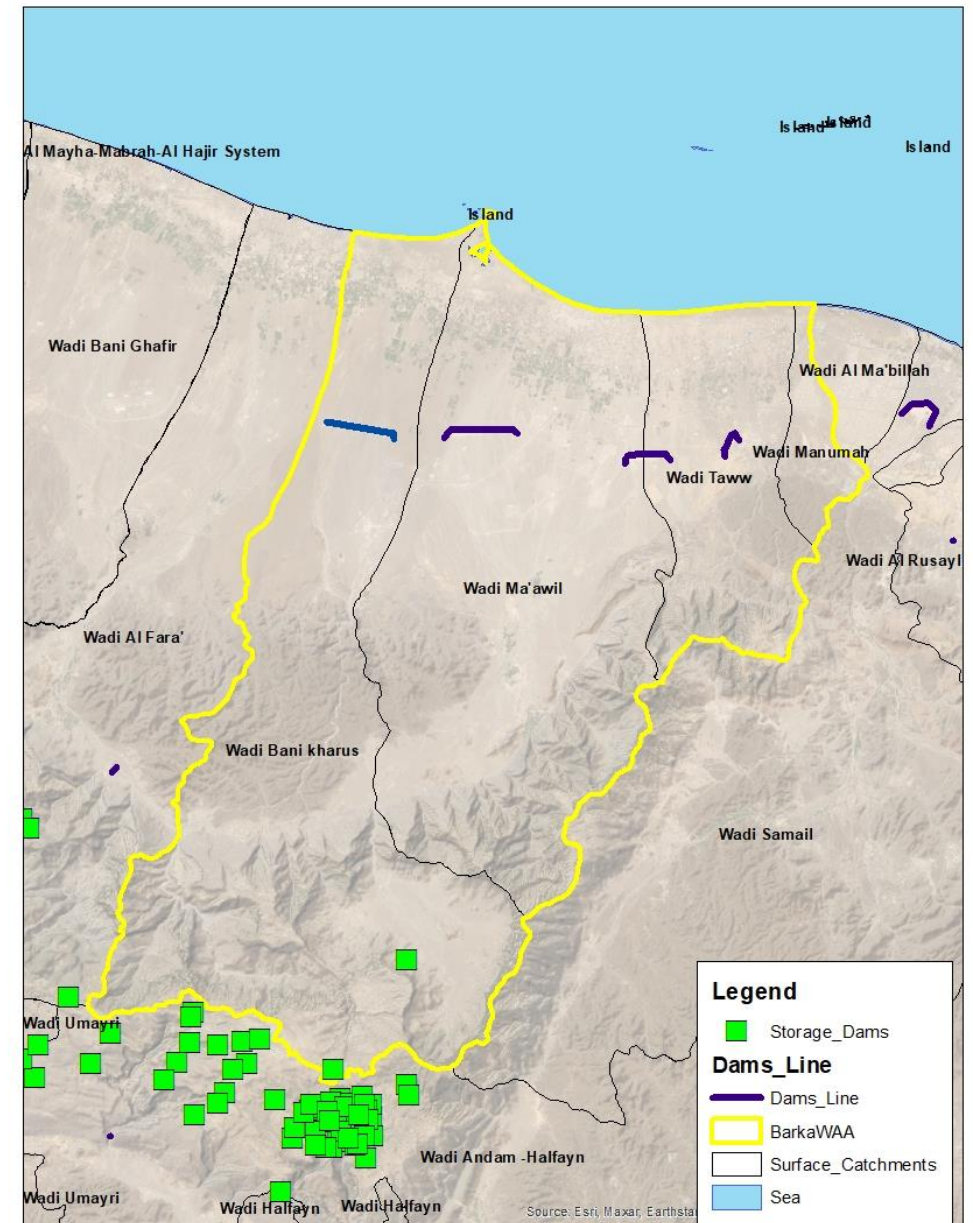 Island Island
Island
Al Mayha-Mabrah-Al Hajir System
Island
Wadi Bani Ghafir
Wadi Al Ma'billah
Wadi Manumah
Wadi Taww
Wadi Al Rusayl
Wadi Ma'awil
Wadi Al Fara'
Wadi Bani kharus
Wadi Samail
Wadi Umayri
Wadi Andam -Halfayn
Wadi Umayri
Wadi Halfayn
Wadi Halfayn
Legend
Storage_Dams
Dams_Line
Dams_Line
BarkaWAA
Surface_Catchments
Sea
Source: Esri, Maxar, Earthsta